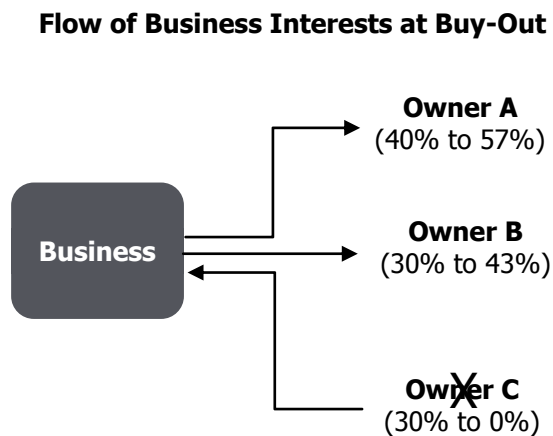 Flow of Business Interests at Buy-Out
Owner A
(40% to 57%)
Business
Owner B
(30% to 43%)
Owner C
X
(30% to 0%)